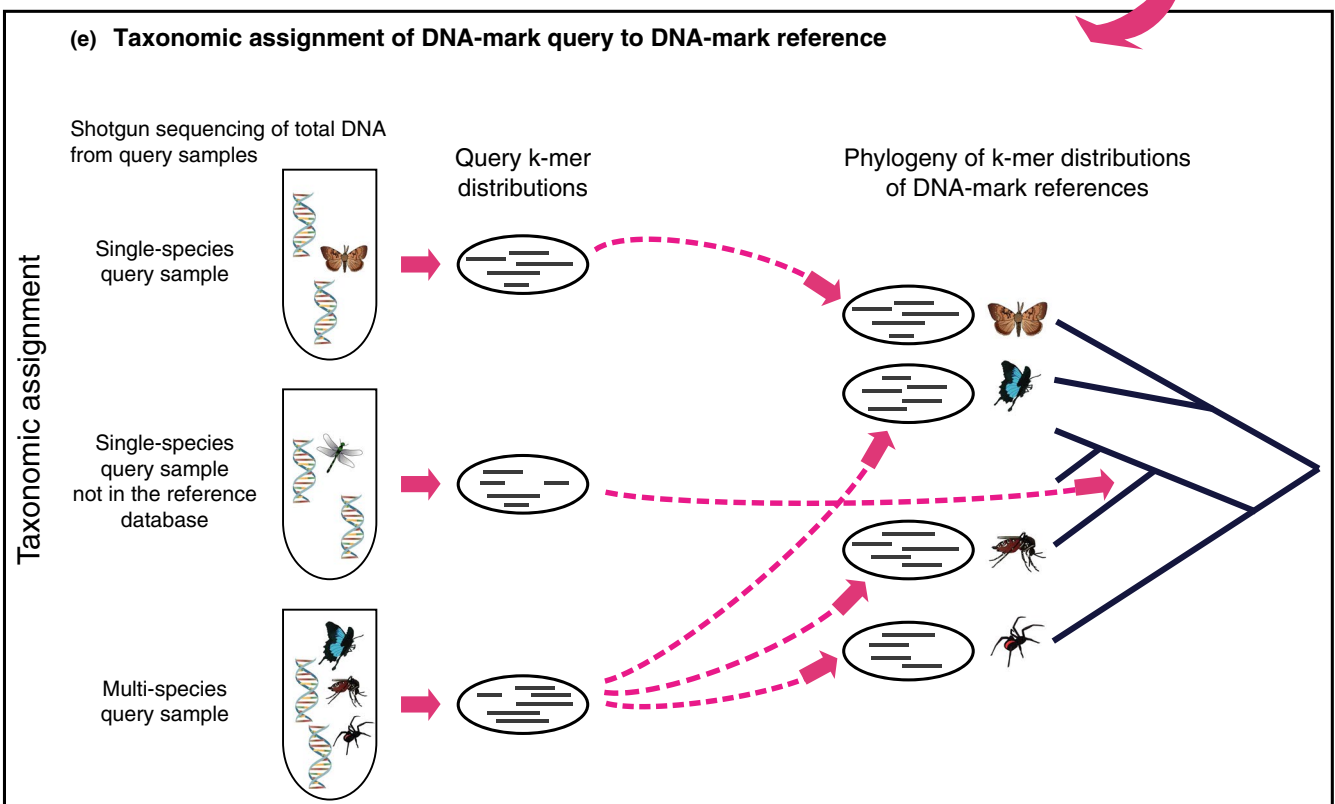 (e) Taxonomic assignment of DNA-mark query to DNA-mark reference
Taxonomic assignment
Shotgun sequencing of total DNA
from query samples
Query k-mer
distributions
Phylogeny of k-mer distributions
of DNA-mark references
Single-species
query sample
Single-species
query sample
not in the reference
database
Multi-species
query sample